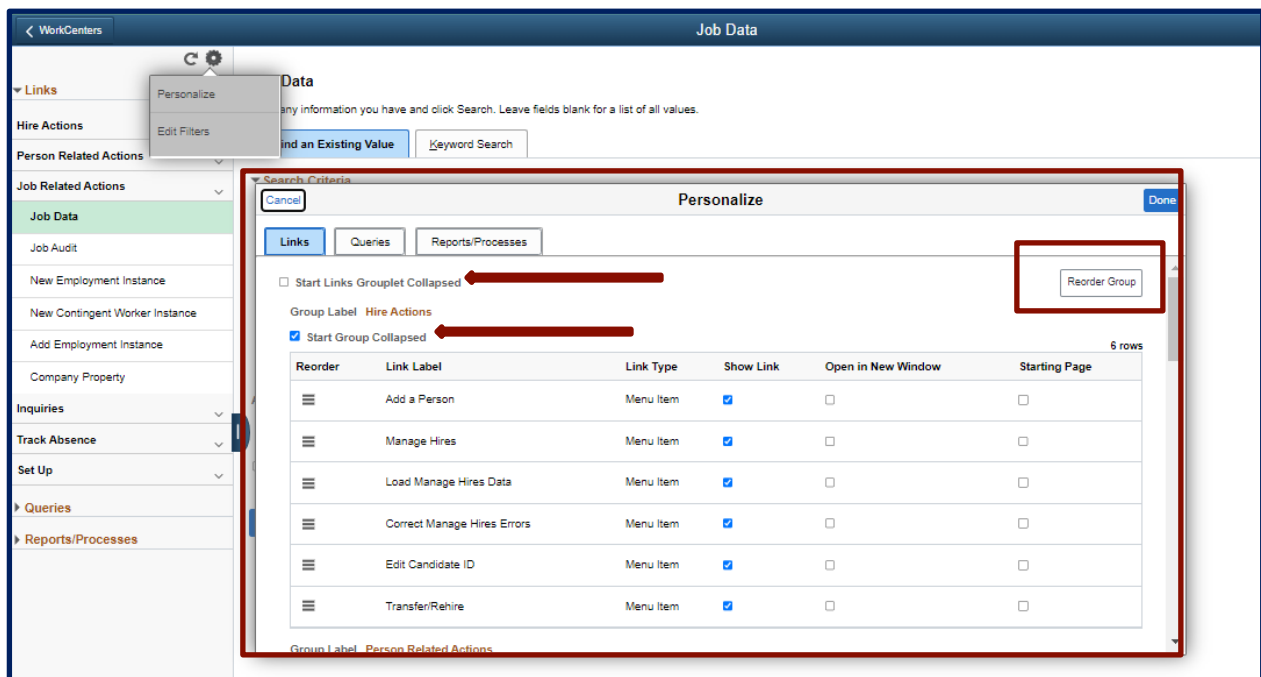 WorkCenters
Job Data
Links
Personalize
Edit Filters
Hire Actions
Person Related Actions
Job Related Actions
Job Data
Job Audit
New Employment Instance
New Contingent Worker Instance
Add Employment Instance
Company Property
Inquiries
Track Absence
Set Up
Queries
Reports/Processes
Data
any information you have and click Search. Leave fields blank for a list of all values.
ind an Existing Value Keyword Search
Search Criteria
Cancel Personalize Done
Links Queries Reports/Processes
Start Links Grouplet Collapsed Reorder Group
Group Label Hire Actions
Start Group Collapsed
6 rows
Reorder Link Label Link Type Show Link Open in New Window Starting Page
Add a Person Menu Item
Manage Hires Menu Item
Load Manage Hires Data Menu Item
Correct Manage Hires Errors Menu Item
Edit Candidate ID Menu Item
Transfer/Rehire Menu Item
Group Label Person Related Actions